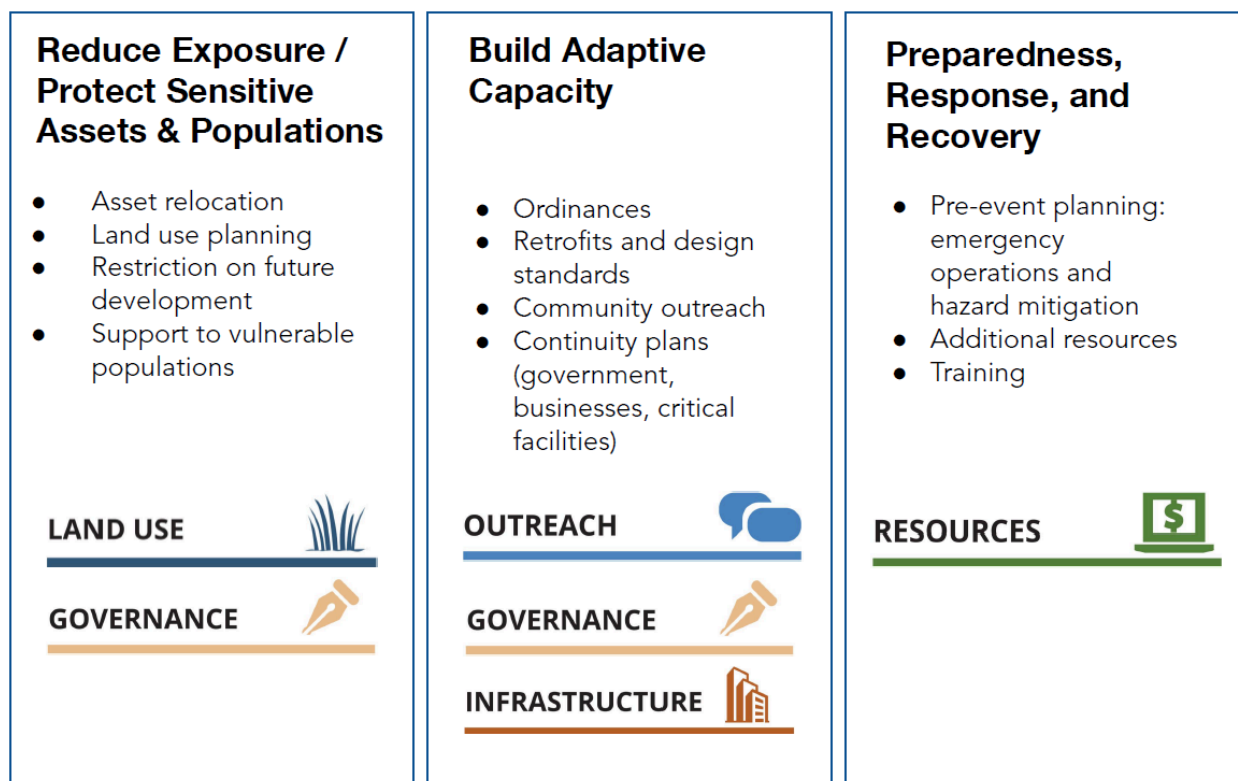 Reduce Exposure /
Protect Sensitive
Assets & Populations
● Asset relocation
● Land use planning
● Restriction on future
development
● Support to vulnerable
populations
LAND USE
GOVERNANCE
Build Adaptive
Capacity
● Ordinances
● Retrofits and design
standards
● Community outreach
● Continuity plans
(government,
businesses, critical
facilities)
OUTREACH
GOVERNANCE
INFRASTRUCTURE
Preparedness,
Response, and
Recovery
● Pre-event planning:
emergency
operations and
hazard mitigation
● Additional resources
● Training
RESOURCES
$